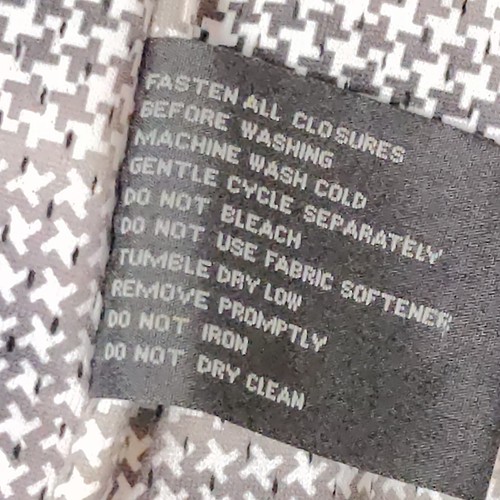 FASTEN ALL CLOSURES
BEFORE WASHING
MACHINE WASH COLD
GENTLE CYCLE SEPARATELY
DO NOT BLEACH
DO NOT USE FABRIC SOFTENER
TUMBLE DRY LOW
REMOVE PROMPTLY
DO NOT IRON
DO NOT DRY CLEAN